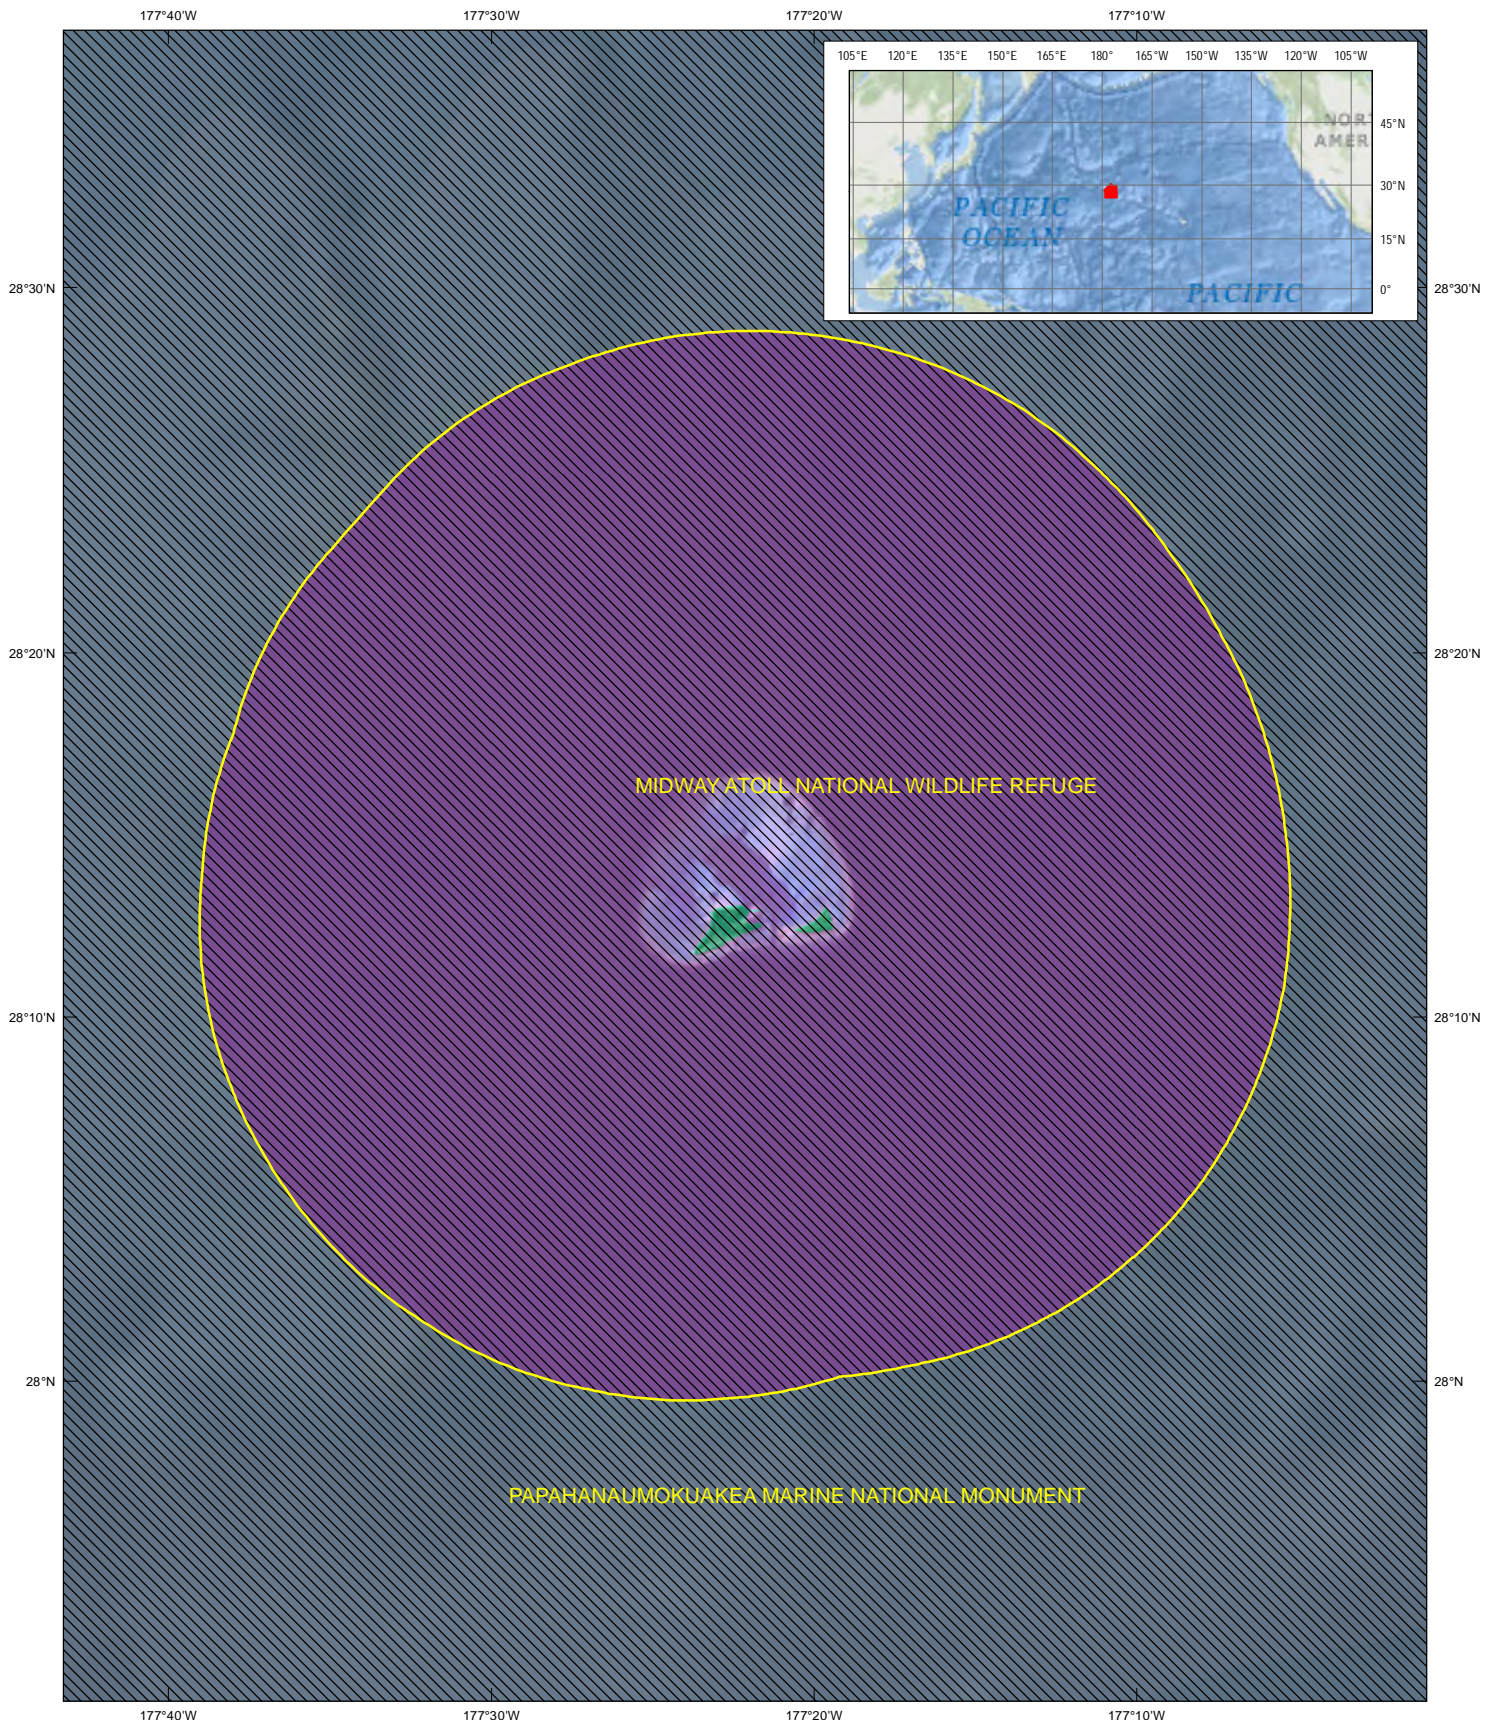 177°40'W 177°30'W 177°20'W 177°10'W
105°E 120°E 135°E 150°E 165°E 180° 165°W 150°W 135°W 120°W 105°W
45°N
30°N
15°N
0°
PACIFIC
OCEAN
PACIFIC
28°30'N 28°30'N
28°20'N 28°20'N
MIDWAY ATOLL NATIONAL WILDLIFE REFUGE
28°10'N 28°10'N
28°N 28°N
PAPAHANAUMOKUAKEA MARINE NATIONAL MONUMENT
177°40'W 177°30'W 177°20'W 177°10'W